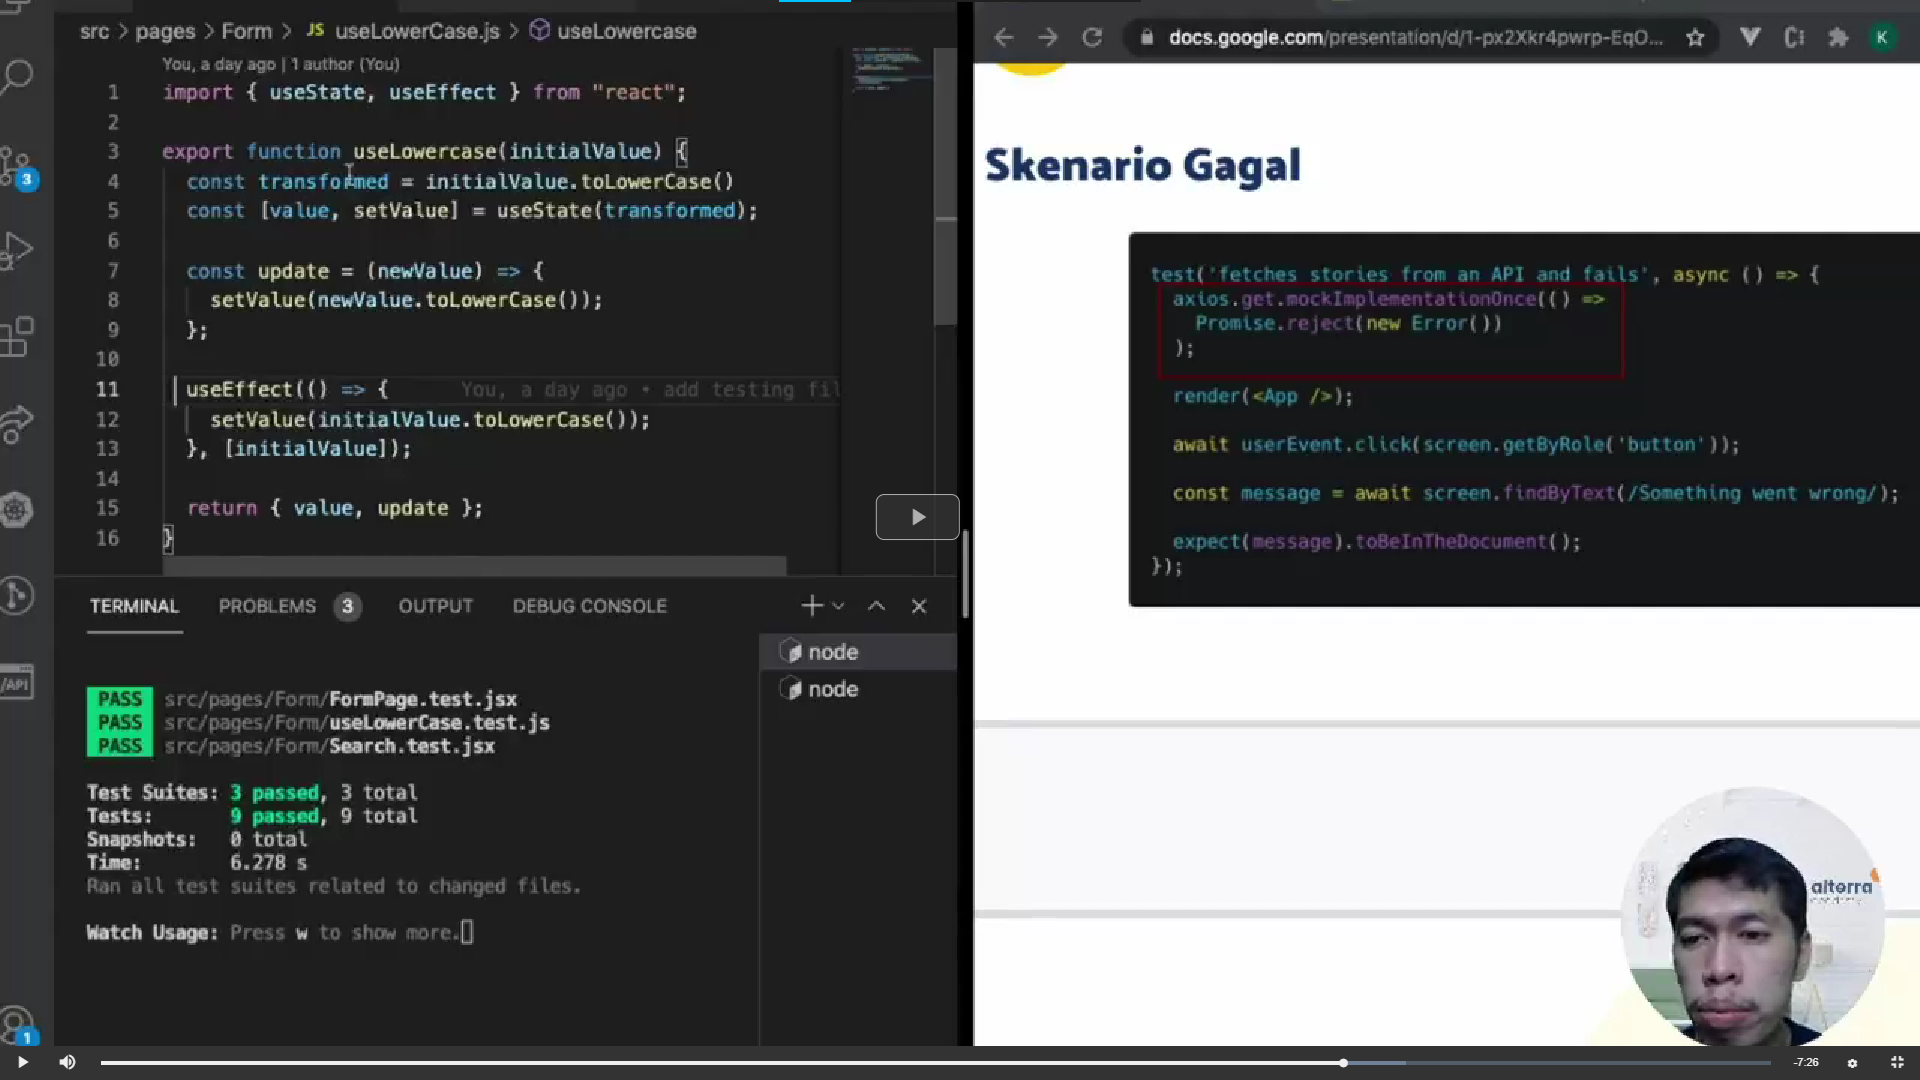 src > pages > Form > JS useLowerCase.js > useLowercase
You, a day ago | 1 author (You)
1 import { useState, useEffect } from "react";
2
3 export function useLowercase(initialValue) {
4 const transformed = initialValue.toLowerCase()
5 const [value, setValue] = useState(transformed);
6
7 const update = (newValue) => {
8 setValue(newValue.toLowerCase());
9 };
10
11 useEffect(() => { You, a day ago • add testing fil
12 setValue(initialValue.toLowerCase());
13 }, [initialValue]);
14
15 return { value, update };
16 }
3
/API
1
TERMINAL PROBLEMS 3 OUTPUT DEBUG CONSOLE
node
node
PASS src/pages/Form/FormPage.test.jsx
PASS src/pages/Form/useLowerCase.test.js
PASS src/pages/Form/Search.test.jsx
Test Suites: 3 passed, 3 total
Tests: 9 passed, 9 total
Snapshots: 0 total
Time: 6.278 s
Ran all test suites related to changed files.
Watch Usage: Press w to show more.
docs.google.com/presentation/d/1-px2Xkr4pwrp-EqO...
K
Skenario Gagal
test('fetches stories from an API and fails', async () => {
axios.get.mockImplementationOnce(() =>
Promise.reject(new Error())
);
render(<App />);
await userEvent.click(screen.getByRole('button'));
const message = await screen.findByText(/Something went wrong/);
expect(message).toBeInTheDocument();
});
alterra
-7:26